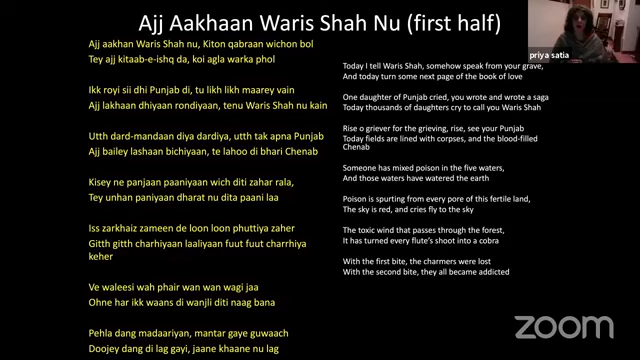 Ajj Aakhaan Waris Shah Nu (first half)
Ajj aakhan Waris Shah nu, Kiton qabraan wichon bol
Tey ajj kitaab-e-ishq da, koi agla warka phol
Ikk royi sii dhi Punjab di, tu likh likh maarey vain
Ajj lakhaan dhiyaan rondiyaan, tenu Waris Shah nu kain
Utth dard-mandaan diya dardiya, utth tak apna Punjab
Ajj bailey lashaan bichiyaan, te lahoo di bhari Chenab
Kisey ne panjaan paaniyaan wich diti zahar rala,
Tey unhan paniyaan dharat nu dita paani laa
Iss zarkhaiz zameen de loon loon phuttiya zaher
Gitth gitth charhiyaan laaliyaan fuut fuut charrhiya
keher
Ve waleesi wah phair wan wan wagi jaa
Ohne har ikk waans di wanjli diti naag bana
Pehla dang madaariyan, mantar gaye guwaach
Doojey dang di lag gayi, jaane khaane nu lag
Today I tell Waris Shah, somehow speak from your grave,
And today turn some next page of the book of love
One daughter of Punjab cried, you wrote and wrote a saga
Today thousands of daughters cry to call you Waris Shah
Rise o griever for the grieving, rise, see your Punjab
Today fields are lined with corpses, and the blood-filled
Chenab
Someone has mixed poison in the five waters,
And those waters have watered the earth
Poison is spurting from every pore of this fertile land,
The sky is red, and cries fly to the sky
The toxic wind that passes through the forest,
It has turned every flute's shoot into a cobra
With the first bite, the charmers were lost
With the second bite, they all became addicted
priya satia
ZOOM